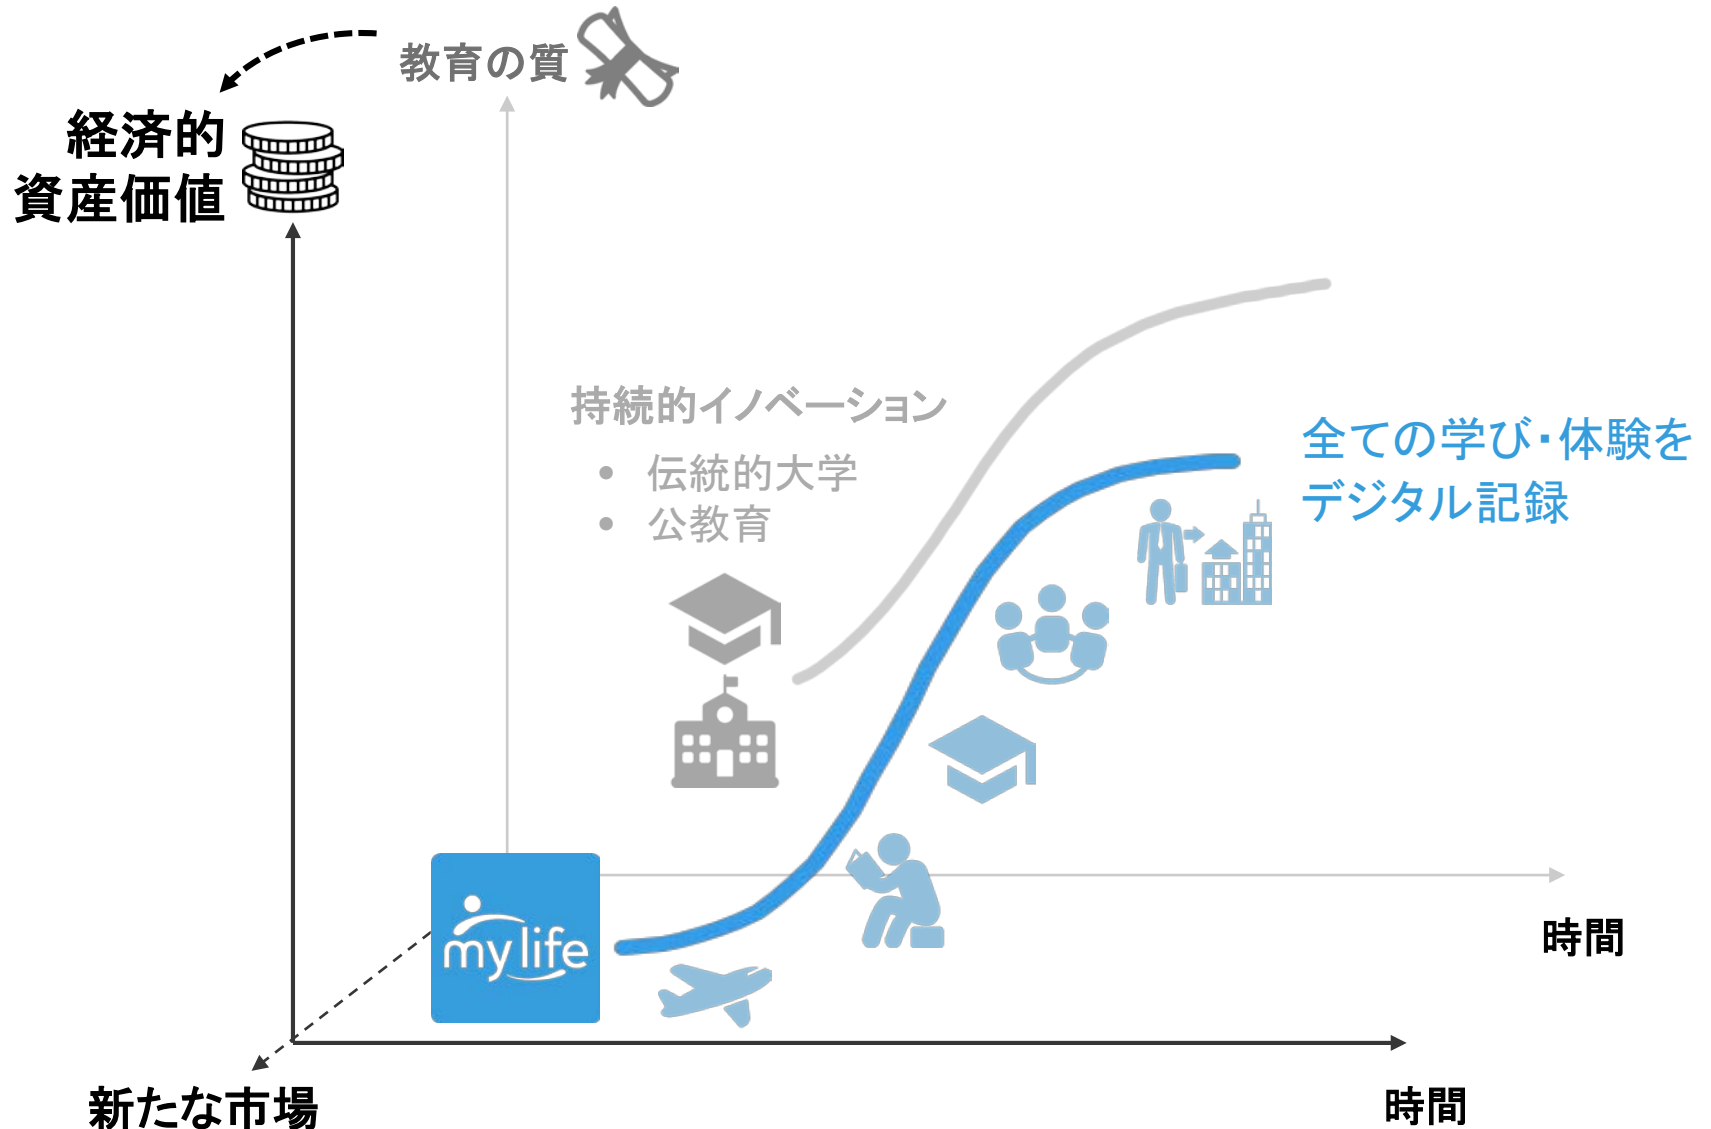 教育の質
経済的
資産価値
持続的イノベーション
• 伝統的大学
• 公教育
全ての学び・体験を
デジタル記録
my life
時間
新たな市場
時間